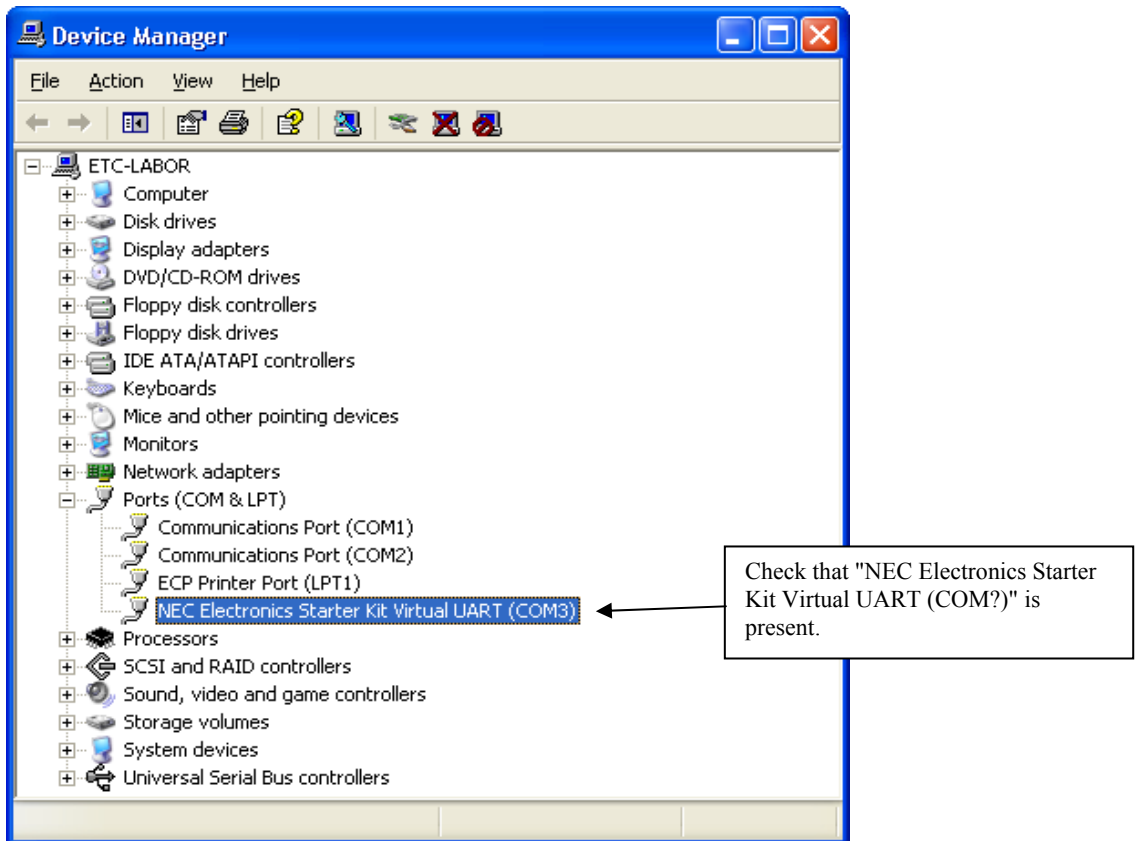 Device Manager
File Action View Help
ETC-LABOR
Computer
Disk drives
Display adapters
DVD/CD-ROM drives
Floppy disk controllers
Floppy disk drives
IDE ATA/ATAPI controllers
Keyboards
Mice and other pointing devices
Monitors
Network adapters
Ports (COM & LPT)
Communications Port (COM1)
Communications Port (COM2)
ECP Printer Port (LPT1)
NEC Electronics Starter Kit Virtual UART (COM3)
Processors
SCSI and RAID controllers
Sound, video and game controllers
Storage volumes
System devices
Universal Serial Bus controllers
Check that "NEC Electronics Starter
Kit Virtual UART (COM?)" is
present.